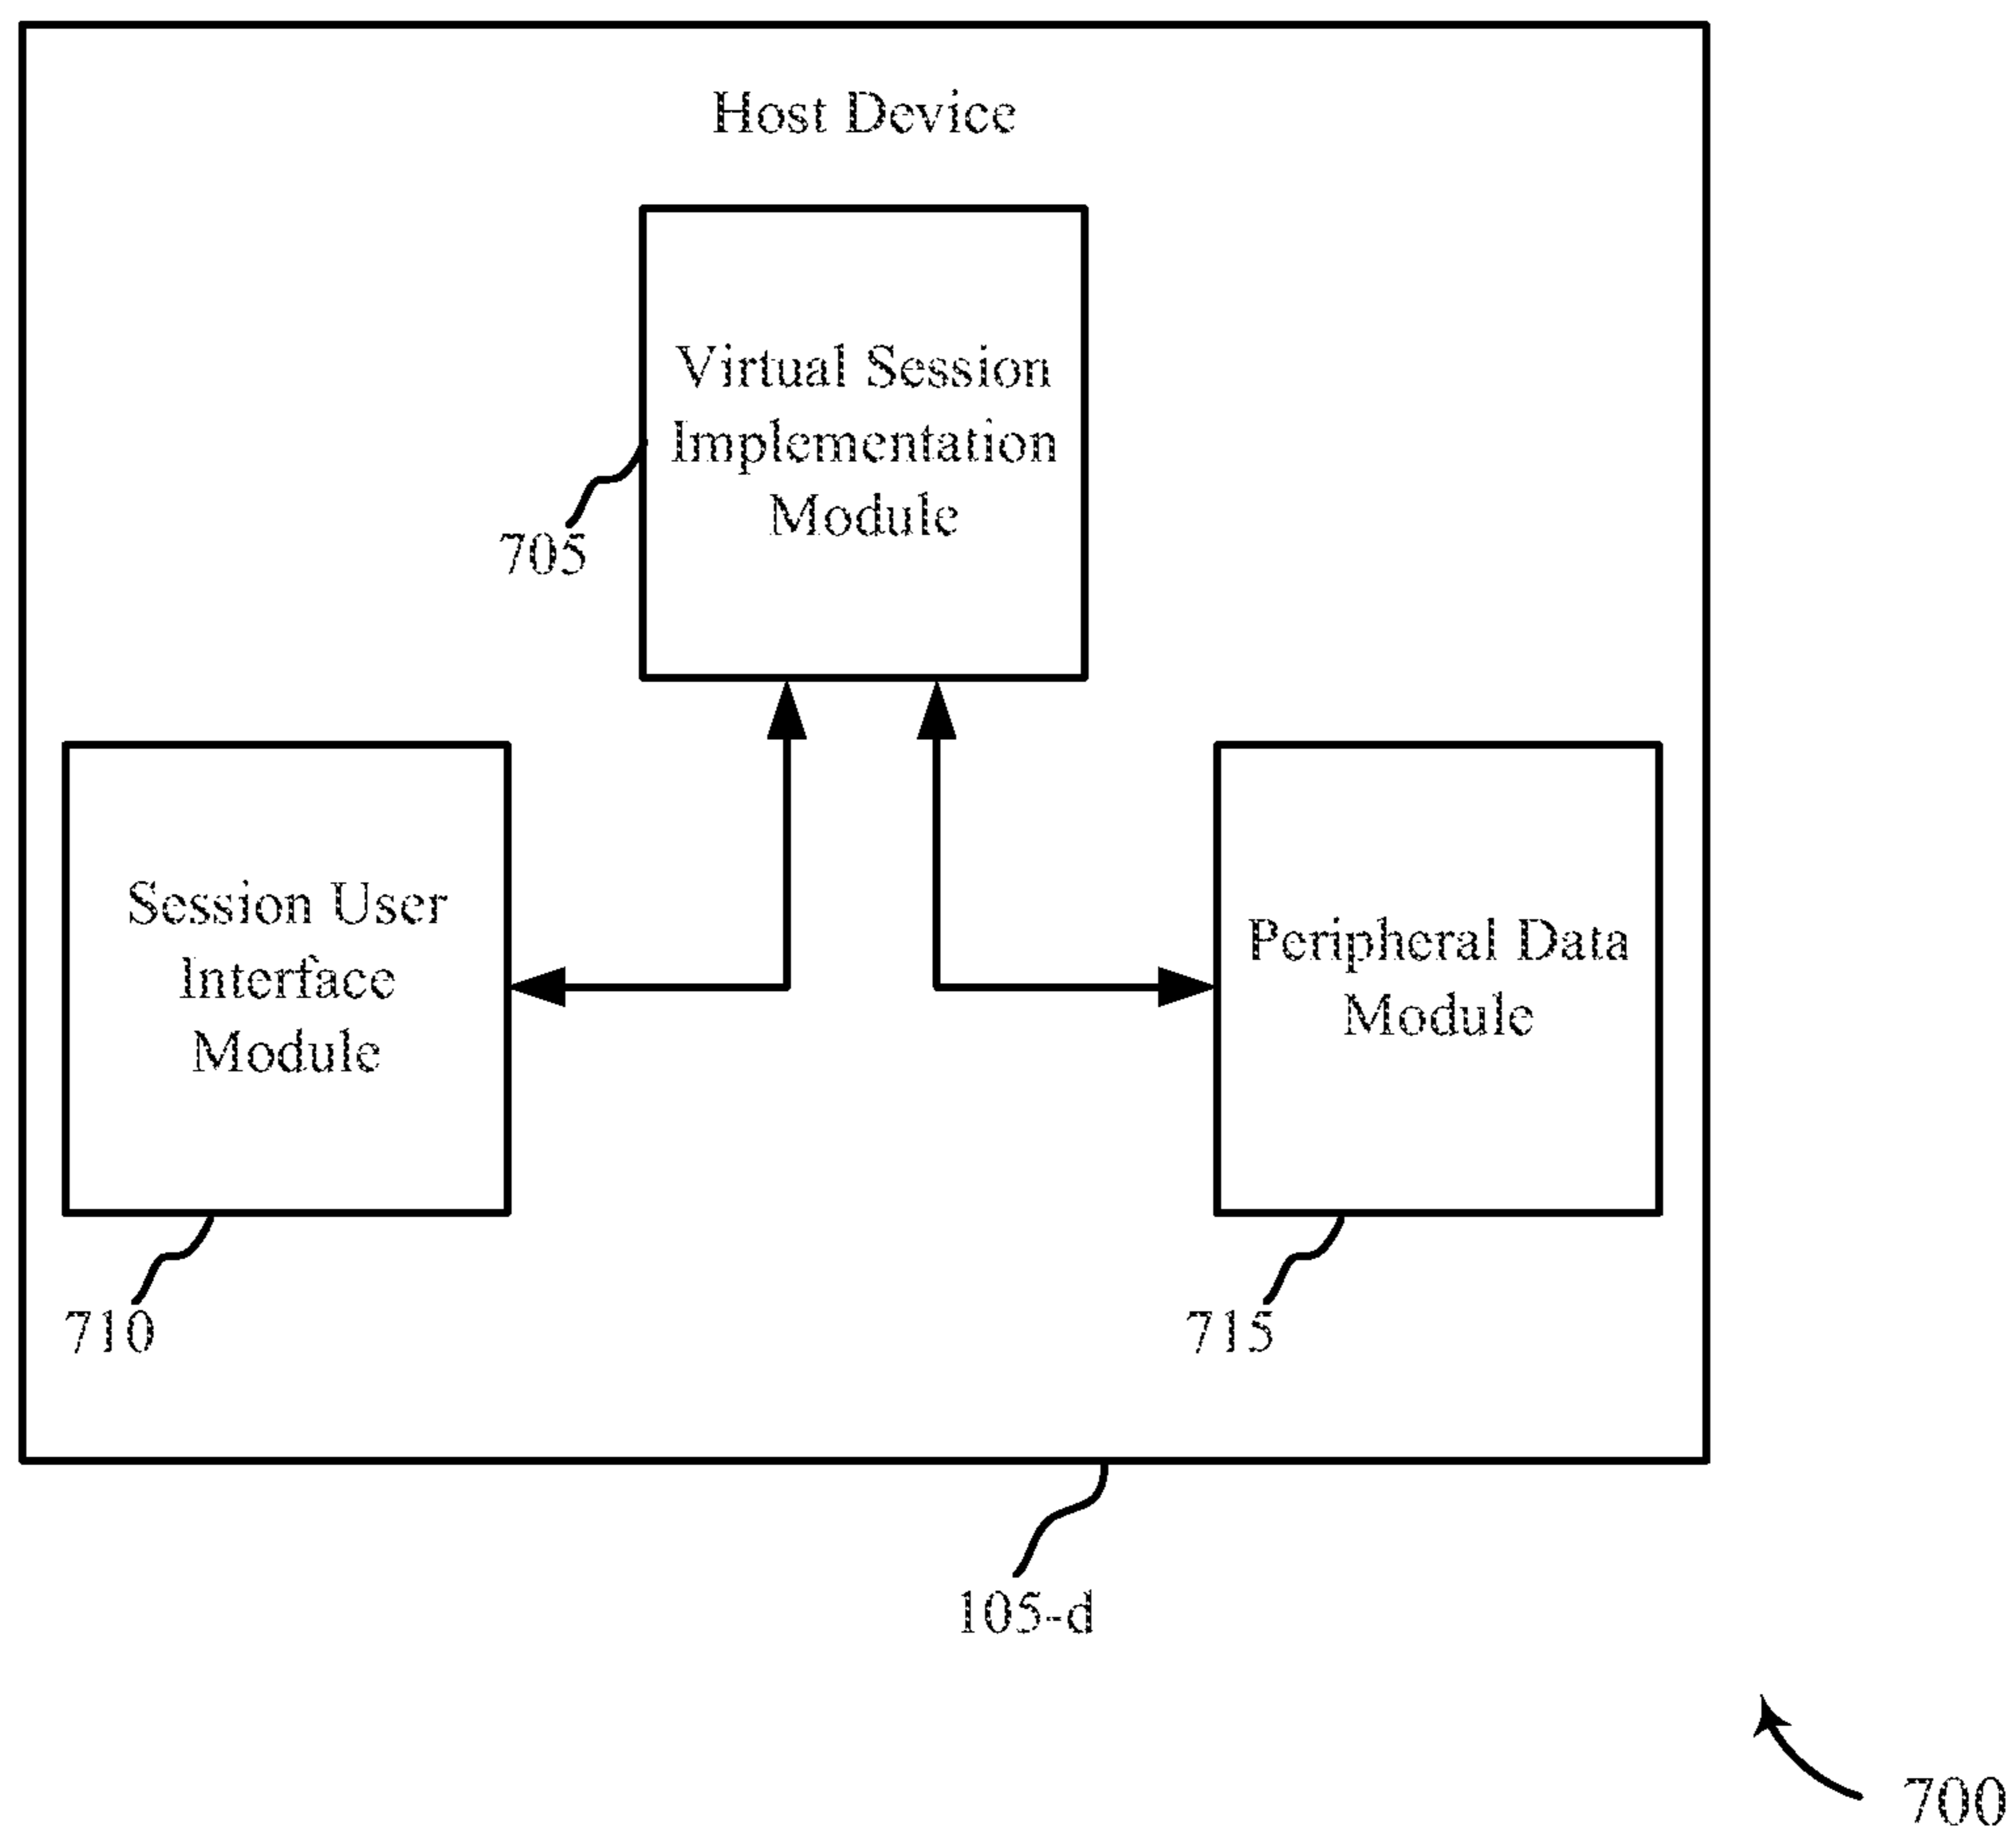 Host Device
Virtual Session
Implementation
Module
705
Session User
Interface
Module
Peripheral Data
Module
710
715
105-d
700